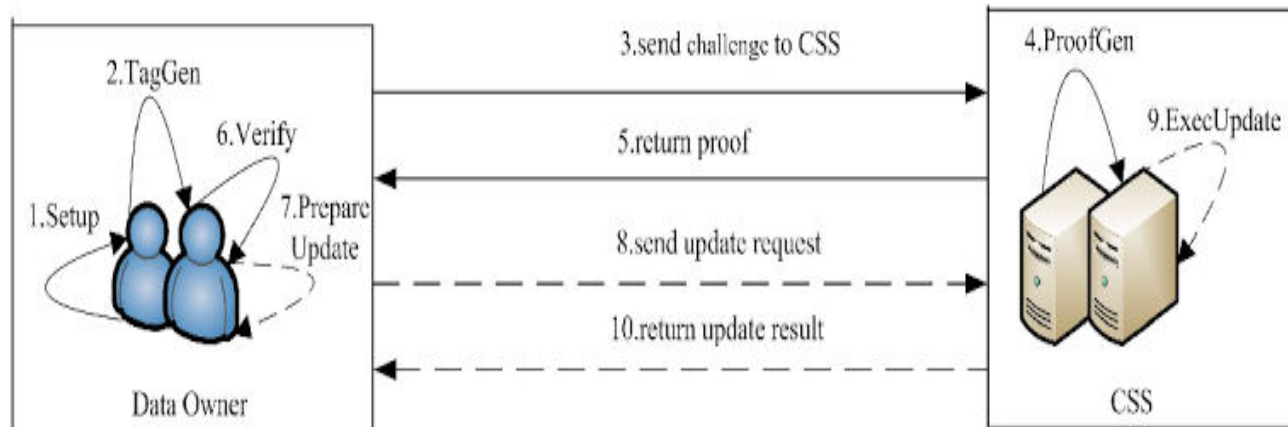 2.TagGen
6.Verify
1.Setup
7.Prepare
Update
Data Owner
3.send challenge to CSS
5.return proof
8.send update request
10.return update result
4.ProofGen
9.ExecUpdate
CSS